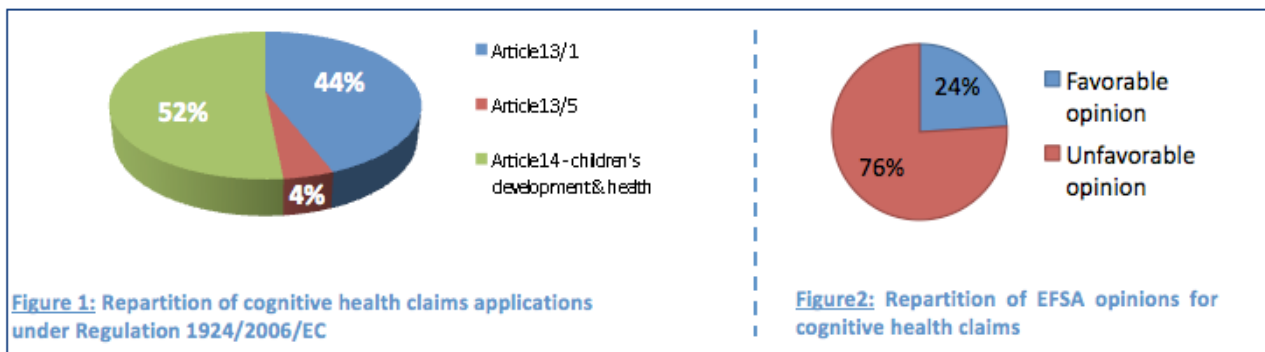 44%
52%
4%
Article13/1
Article13/5
Article14 - children's
development & health
Figure 1: Repartition of cognitive health claims applications
under Regulation 1924/2006/EC
24%
76%
Favorable
opinion
Unfavorable
opinion
Figure2: Repartition of EFSA opinions for
cognitive health claims